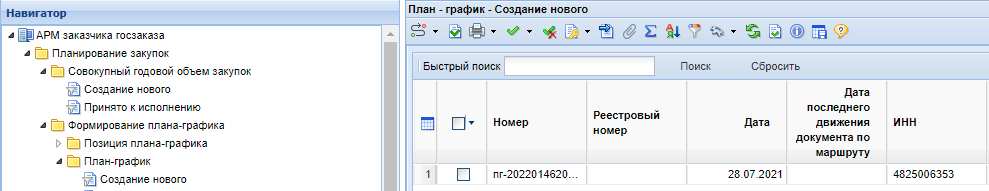 Навигатор
АРМ заказчика госзаказа
Планирование закупок
Совокупный годовой объем закупок
Создание нового
Принято к исполнению
Формирование плана-графика
Позиция плана-графика
План-график
Создание нового
План - график - Создание нового
Быстрый поиск Поиск Сбросить
Номер
Реестровый
номер
Дата
Дата
последнего
движения
документа по
маршруту
ИНН
1 пг-2022014620... 28.07.2021 4825006353